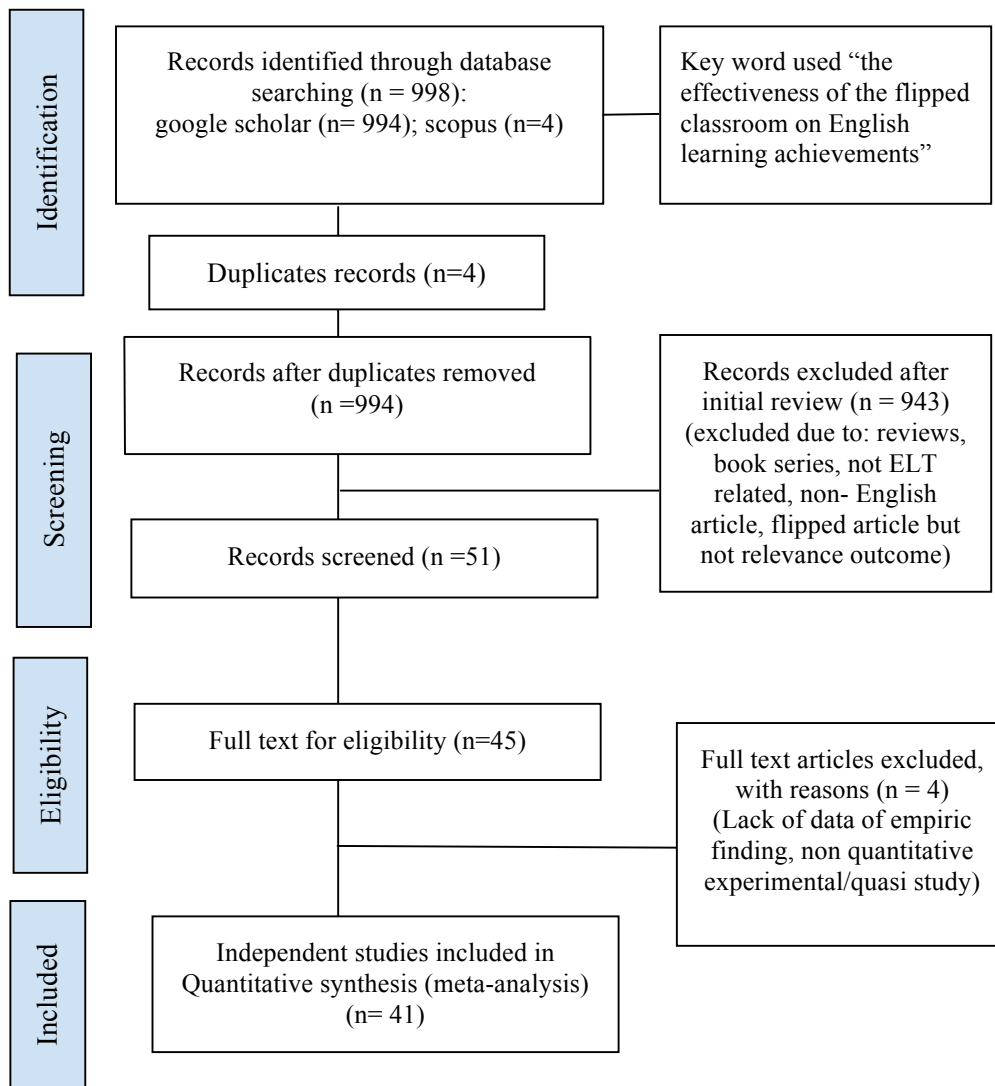 Identification
Records identified through database
searching (n = 998):
google scholar (n= 994); scopus (n=4)
Key word used “the
effectiveness of the flipped
classroom on English
learning achievements”
Duplicates records (n=4)
Screening
Records after duplicates removed
(n =994)
Records excluded after
initial review (n = 943)
(excluded due to: reviews,
book series, not ELT
related, non- English
article, flipped article but
not relevance outcome)
Records screened (n =51)
Eligibility
Full text for eligibility (n=45)
Full text articles excluded,
with reasons (n = 4)
(Lack of data of empiric
finding, non quantitative
experimental/quasi study)
Included
Independent studies included in
Quantitative synthesis (meta-analysis)
(n= 41)